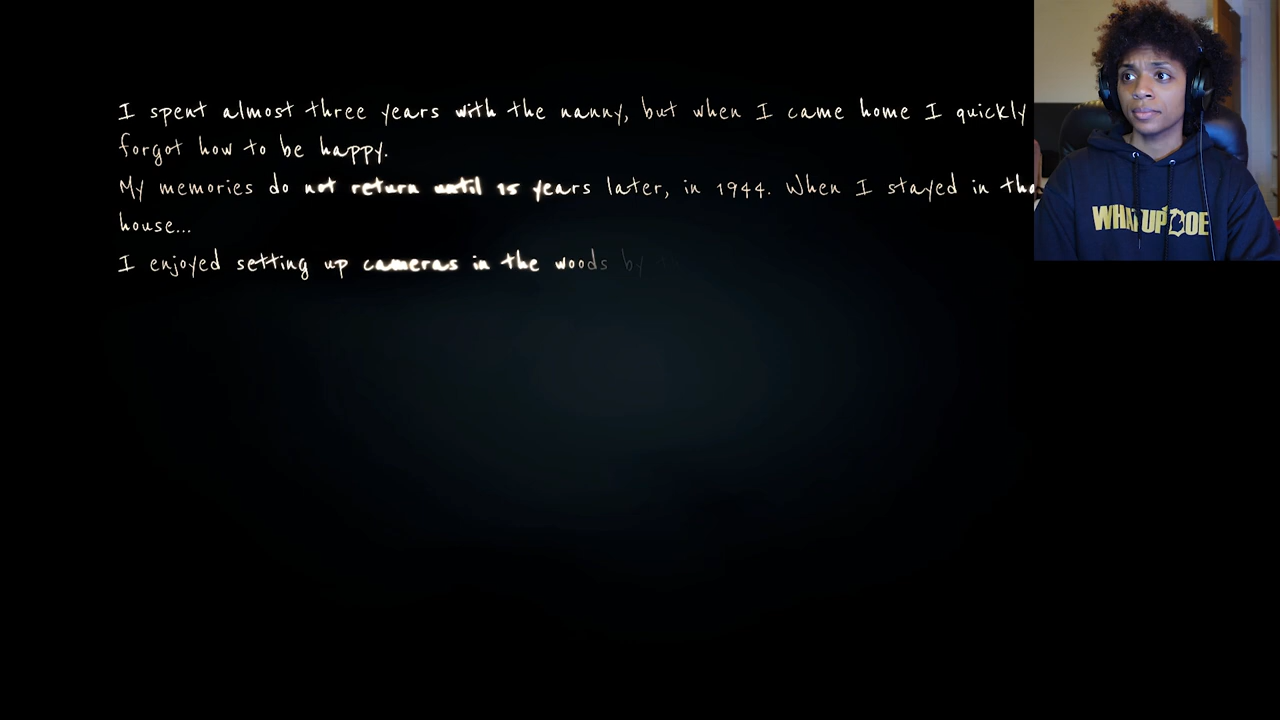 I spent almost three years with the nanny, but when I came home I quickly
forgot how to be happy.
My memories do not return until 15 years later, in 1944. When I stayed in
house...
I enjoyed setting up cameras in the woods by
WHAT UP DOE